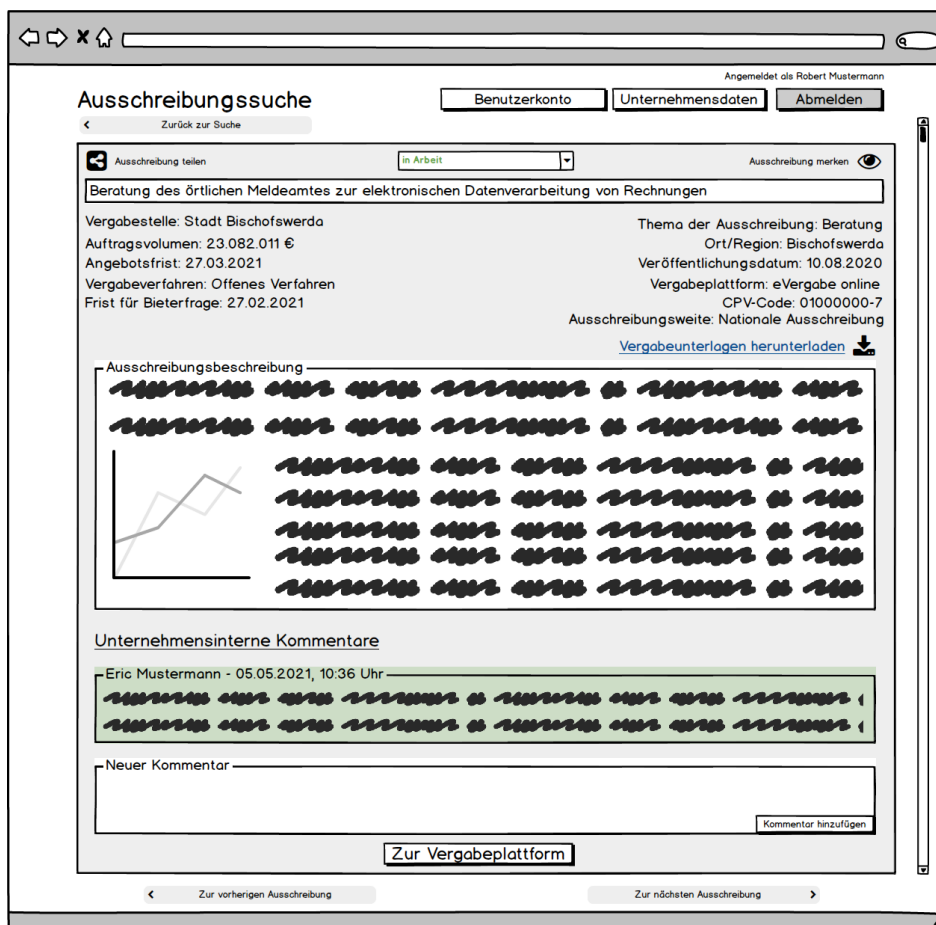 Angemeldet als Robert Mustermann
Ausschreibungssuche
Benutzerkonto
Unternehmensdaten
Abmelden
Zurück zur Suche
Ausschreibung teilen
in Arbeit
Ausschreibung merken
Beratung des örtlichen Meldeamtes zur elektronischen Datenverarbeitung von Rechnungen
Vergabestelle: Stadt Bischofswerda
Auftragsvolumen: 23.082.011 €
Angebotsfrist: 27.03.2021
Vergabeverfahren: Offenes Verfahren
Frist für Bieterfrage: 27.02.2021
Thema der Ausschreibung: Beratung
Ort/Region: Bischofswerda
Veröffentlichungsdatum: 10.08.2020
Vergabeplattform: eVergabe online
CPV-Code: 01000000-7
Ausschreibungsweite: Nationale Ausschreibung
Vergabeunterlagen herunterladen
Ausschreibungsbeschreibung
Unternehmensinterne Kommentare
Eric Mustermann - 05.05.2021, 10:36 Uhr
Neuer Kommentar
Kommentar hinzufügen
Zur Vergabeplattform
Zur vorherigen Ausschreibung
Zur nächsten Ausschreibung